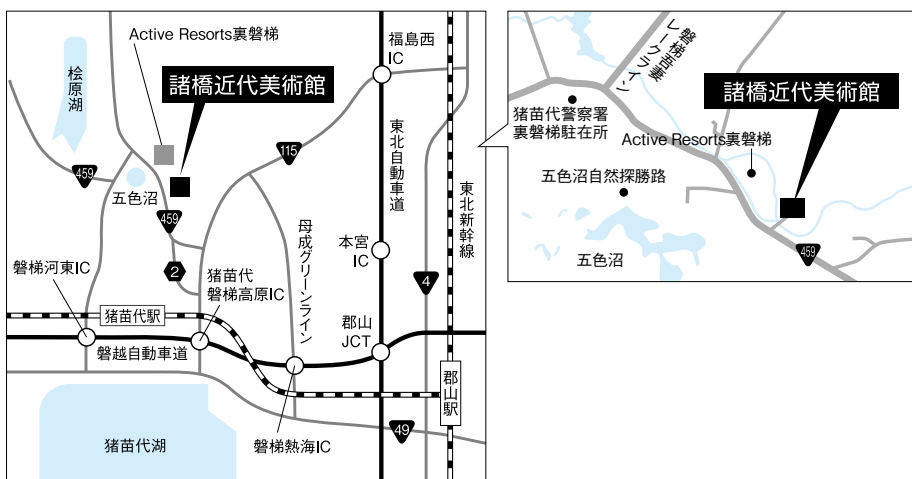 Active Resorts裏磐梯
諸橋近代美術館
桧原湖
福島西
IC
115
459
五色沼
459
2
東北自動車道
東北新幹線
母成グリーンライン
本宮
IC
4
磐梯河東IC
猪苗代
磐梯高原IC
猪苗代駅
郡山
JCT
磐越自動車道
郡山駅
49
猪苗代湖
磐梯熱海IC
磐梯吾妻
レークライン
諸橋近代美術館
猪苗代警察署
裏磐梯駐在所
Active Resorts裏磐梯
五色沼自然探勝路
五色沼
459